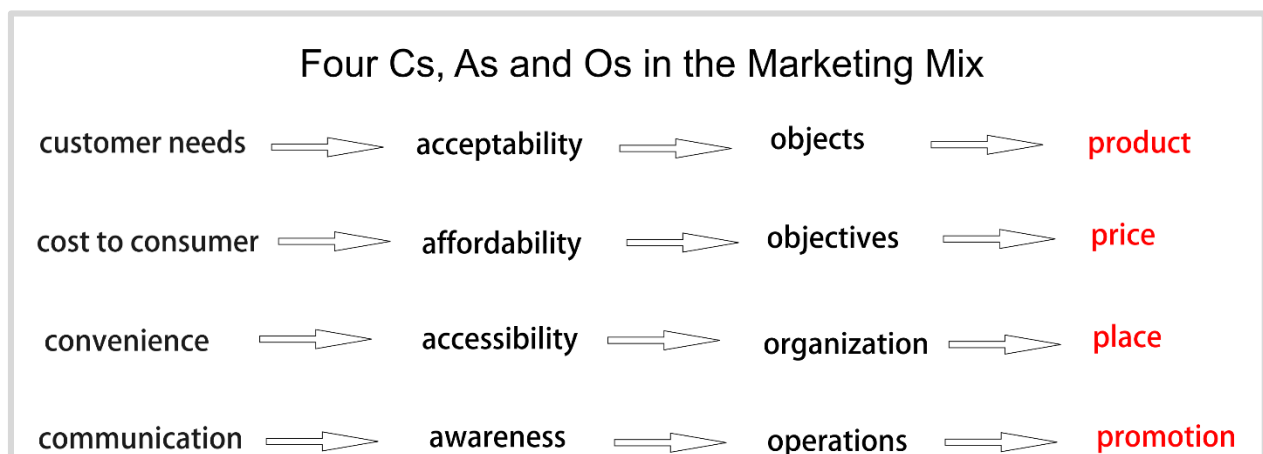 Four Cs, As and Os in the Marketing Mix
customer needs acceptability objects product
cost to consumer affordability objectives price
convenience accessibility organization place
communication awareness operations promotion